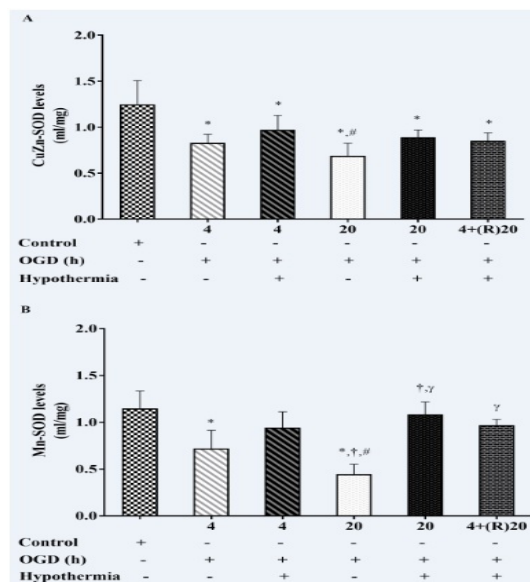 A
CuZn-SOD levels
(ml/mg)
2.0
1.5
1.0
0.5
0.0
* * *,# * *
4 4 20 20 4+(R)20
Control + - - - - -
OGD (h) - + + + + +
Hypothermia - - + - + +
B
Mn-SOD levels
(ml/mg)
2.0
1.5
1.0
0.5
0.0
* *,†,# †,γ γ
4 4 20 20 4+(R)20
Control + - - - - -
OGD (h) - + + + + +
Hypothermia - - + - + +